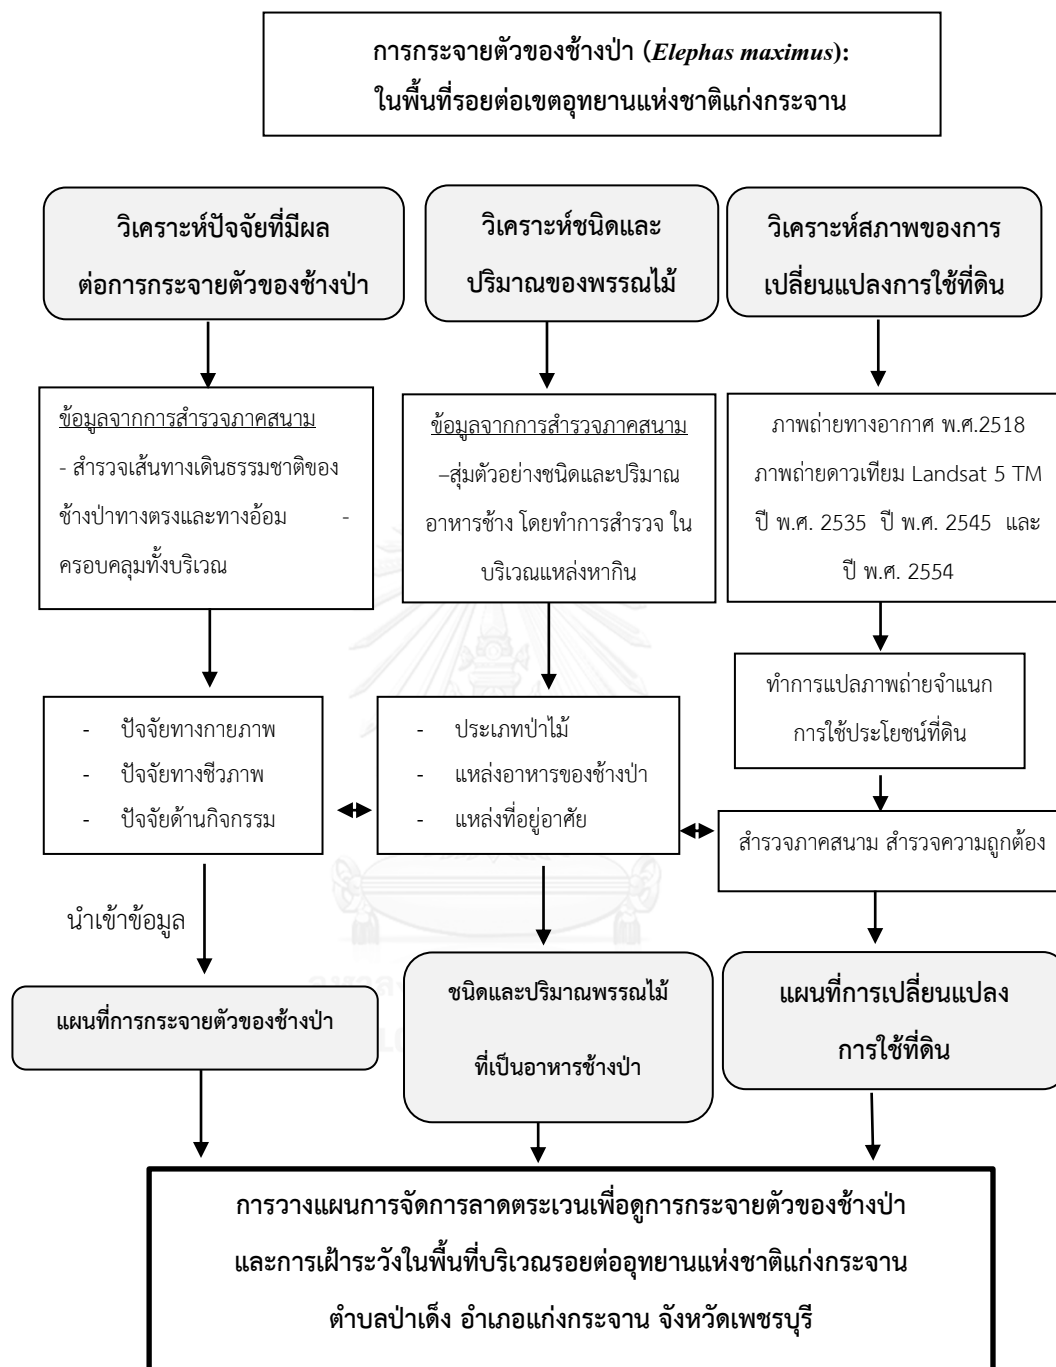 การกระจายตัวของช้างป่า (Elephas maximus):
ในพื้นที่รอยต่อเขตอุทยานแห่งชาติแก่งกระจาน
วิเคราะห์ปัจจัยที่มีผล
ต่อการกระจายตัวของช้างป่า
วิเคราะห์ชนิดและ
ปริมาณของพรรณไม้
วิเคราะห์สภาพของการ
เปลี่ยนแปลงการใช้ที่ดิน
ข้อมูลจากการสำรวจภาคสนาม
- สำรวจเส้นทางเดินธรรมชาติของ
ช้างป่าทางตรงและทางอ้อม -
ครอบคลุมทั้งบริเวณ
ข้อมูลจากการสำรวจภาคสนาม
–สุ่มตัวอย่างชนิดและปริมาณ
อาหารช้าง โดยทำการสำรวจ ใน
บริเวณแหล่งหากิน
ภาพถ่ายทางอากาศ พ.ศ.2518
ภาพถ่ายดาวเทียม Landsat 5 TM
ปี พ.ศ. 2535 ปี พ.ศ. 2545 และ
ปี พ.ศ. 2554
ทำการแปลภาพถ่ายจำแนก
การใช้ประโยชน์ที่ดิน
- ปัจจัยทางกายภาพ
- ปัจจัยทางชีวภาพ
- ปัจจัยด้านกิจกรรม
- ประเภทป่าไม้
- แหล่งอาหารของช้างป่า
- แหล่งที่อยู่อาศัย
สำรวจภาคสนาม สำรวจความถูกต้อง
นำเข้าข้อมูล
แผนที่การกระจายตัวของช้างป่า
ชนิดและปริมาณพรรณไม้
ที่เป็นอาหารช้างป่า
แผนที่การเปลี่ยนแปลง
การใช้ที่ดิน
การวางแผนการจัดการลาดตระเวนเพื่อดูการกระจายตัวของช้างป่า
และการเฝ้าระวังในพื้นที่บริเวณรอยต่ออุทยานแห่งชาติแก่งกระจาน
ตำบลป่าเด็ง อำเภอแก่งกระจาน จังหวัดเพชรบุรี